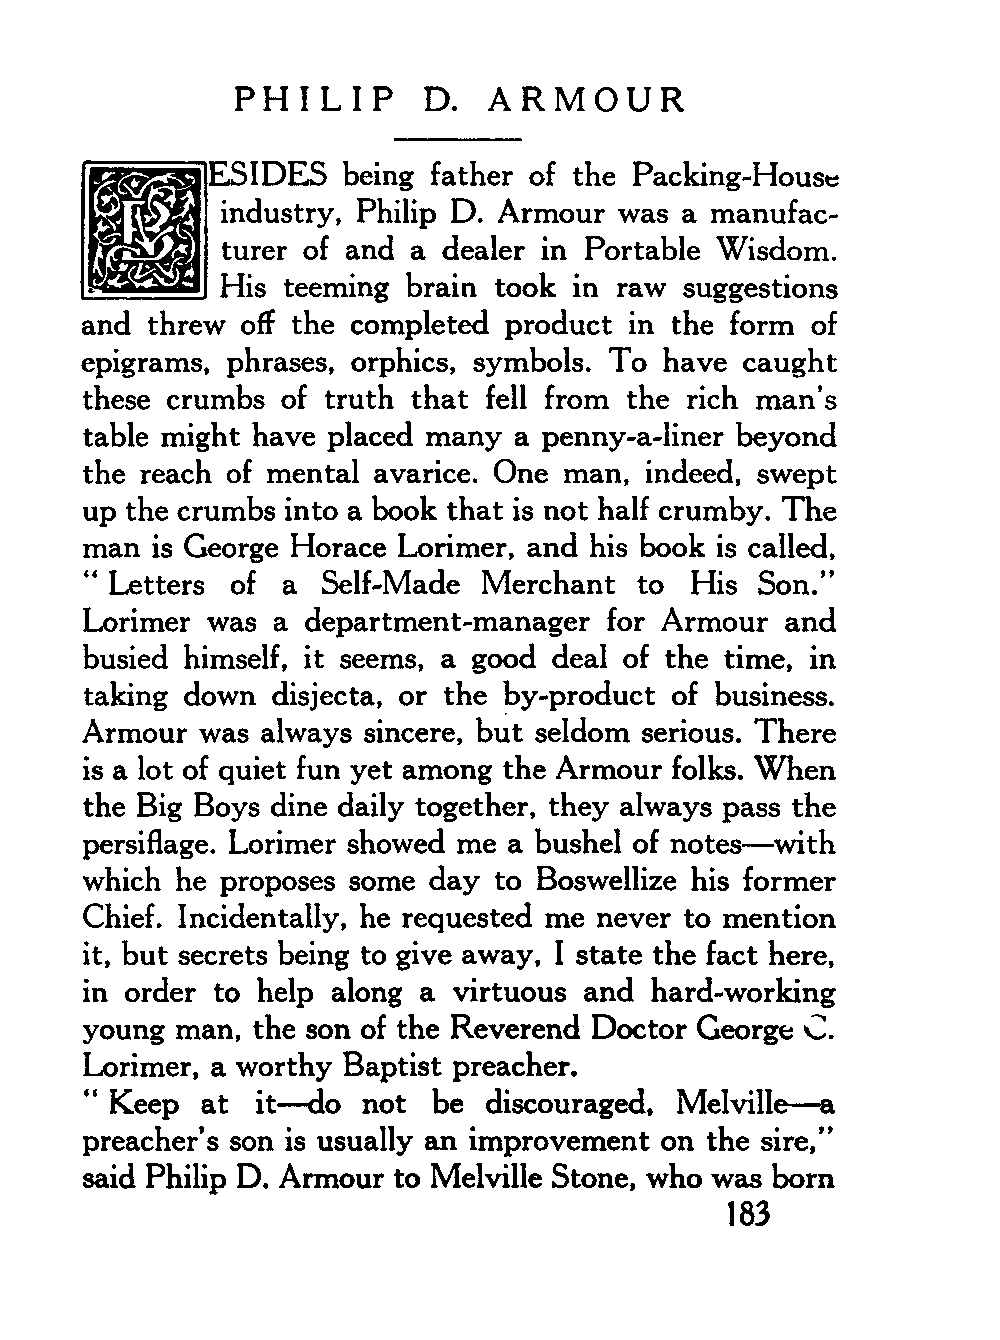 PHILIP D. ARMOUR
BESIDES being father of the Packing-House
industry, Philip D. Armour was a manufac-
turer of and a dealer in Portable Wisdom.
His teeming brain took in raw suggestions
and threw off the completed product in the form of
epigrams, phrases, orphics, symbols. To have caught
these crumbs of truth that fell from the rich man's
table might have placed many a penny-a-liner beyond
the reach of mental avarice. One man, indeed, swept
up the crumbs into a book that is not half crumby. The
man is George Horace Lorimer, and his book is called,
" Letters of a Self-Made Merchant to His Son."
Lorimer was a department-manager for Armour and
busied himself, it seems, a good deal of the time, in
taking down disjecta, or the by-product of business.
Armour was always sincere, but seldom serious. There
is a lot of quiet fun yet among the Armour folks. When
the Big Boys dine daily together, they always pass the
persiflage. Lorimer showed me a bushel of notes—with
which he proposes some day to Boswellize his former
Chief. Incidentally, he requested me never to mention
it, but secrets being to give away, I state the fact here,
in order to help along a virtuous and hard-working
young man, the son of the Reverend Doctor George C.
Lorimer, a worthy Baptist preacher.
" Keep at it—do not be discouraged, Melville—a
preacher's son is usually an improvement on the sire,"
said Philip D. Armour to Melville Stone, who was born
183